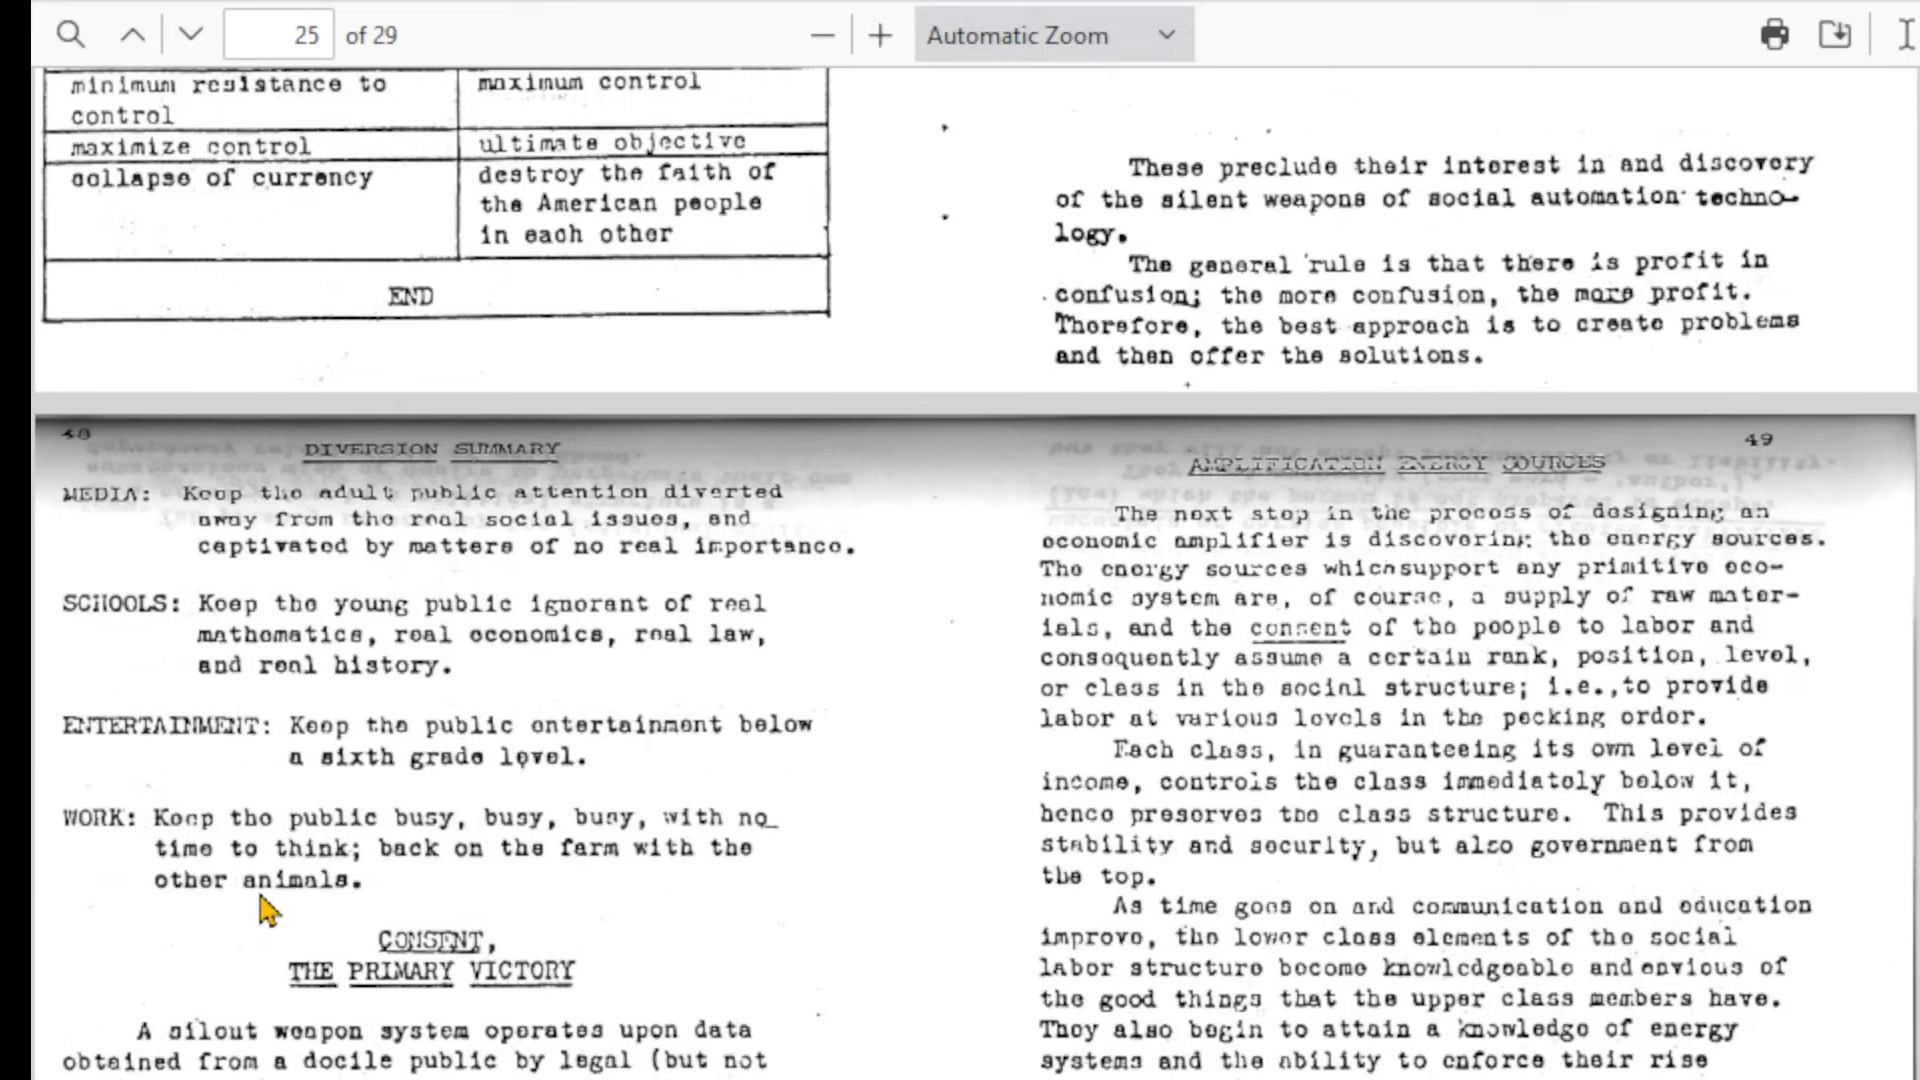 25 of 29
Automatic Zoom
minimum resistance to
control
maximum control
maximize control
ultimate objective
collapse of currency
destroy the faith of
the American people
in each other
END
These preclude their interest in and discovery
of the silent weapons of social automation techno-
logy.
The general rule is that there is profit in
confusion; the more confusion, the more profit.
Therefore, the best approach is to create problems
and then offer the solutions.
48
DIVERSION SUMMARY
MEDIA: Keep the adult public attention diverted
away from the real social issues, and
captivated by matters of no real importance.
SCHOOLS: Keep the young public ignorant of real
mathematics, real economics, real law,
and real history.
ENTERTAINMENT: Keep the public entertainment below
a sixth grade level.
WORK: Keep the public busy, busy, busy, with no
time to think; back on the farm with the
other animals.
CONSENT,
THE PRIMARY VICTORY
A silent weapon system operates upon data
obtained from a docile public by legal (but not
49
AMPLIFICATION ENERGY SOURCES
The next step in the process of designing an
economic amplifier is discovering the energy sources.
The energy sources which support any primitive eco-
nomic system are, of course, a supply of raw mater-
ials, and the consent of the people to labor and
consequently assume a certain rank, position, level,
or class in the social structure; i.e., to provide
labor at various levels in the pecking order.
Each class, in guaranteeing its own level of
income, controls the class immediately below it,
hence preserves the class structure. This provides
stability and security, but also government from
the top.
As time goes on and communication and education
improve, the lower class elements of the social
labor structure become knowledgeable and envious of
the good things that the upper class members have.
They also begin to attain a knowledge of energy
systems and the ability to enforce their rise